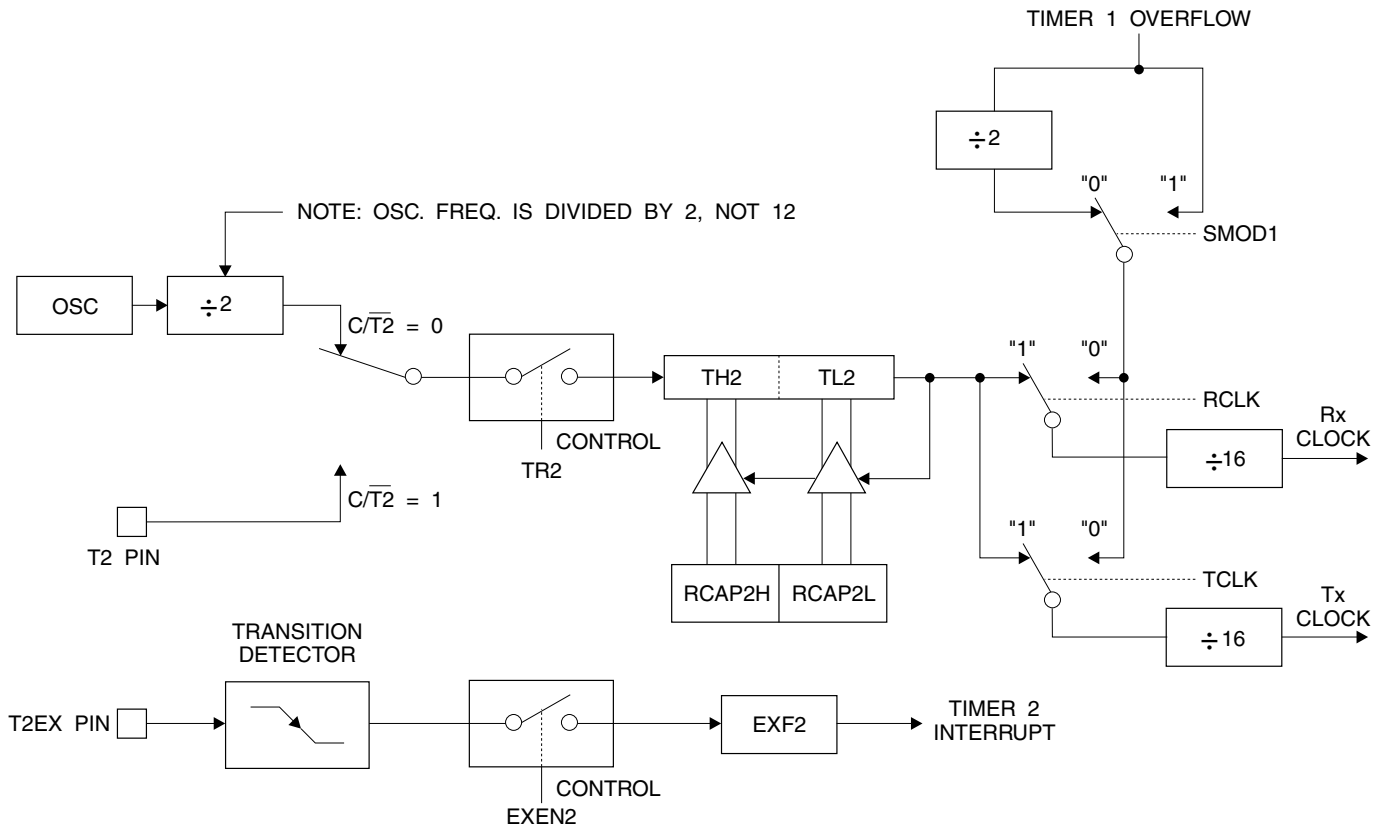 TIMER 1 OVERFLOW
÷2
"0" "1"
NOTE: OSC. FREQ. IS DIVIDED BY 2, NOT 12
SMOD1
OSC
÷2
C/T̅2̅ = 0
"1" "0"
TH2 TL2
RCLK
Rx
CLOCK
CONTROL
TR2
÷16
C/T̅2̅ = 1
"1" "0"
T2 PIN
TCLK
RCAP2H RCAP2L
Tx
CLOCK
TRANSITION
DETECTOR
÷16
T2EX PIN
EXF2
TIMER 2
INTERRUPT
CONTROL
EXEN2